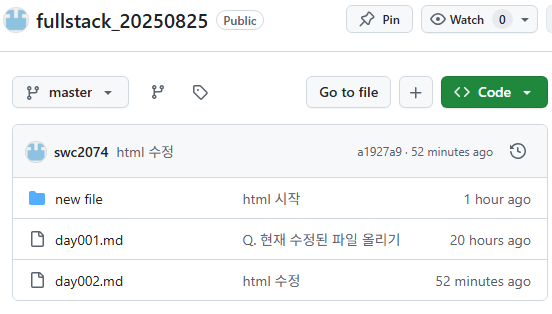 fullstack_20250825 Public Pin Watch 0
master Go to file Code
swc2074 html 수정 a1927a9 · 52 minutes ago
new file html 시작 1 hour ago
day001.md Q. 현재 수정된 파일 올리기 20 hours ago
day002.md html 수정 52 minutes ago